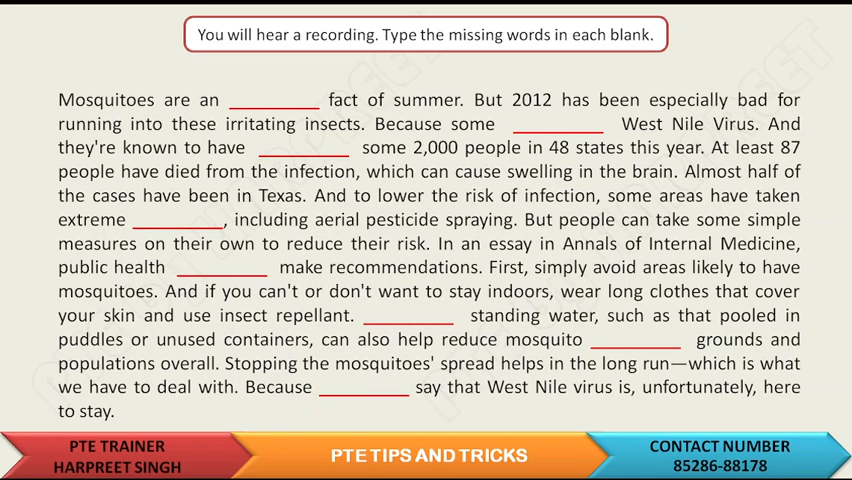 You will hear a recording. Type the missing words in each blank.
Mosquitoes are an __________ fact of summer. But 2012 has been especially bad for
running into these irritating insects. Because some __________ West Nile Virus. And
they're known to have __________ some 2,000 people in 48 states this year. At least 87
people have died from the infection, which can cause swelling in the brain. Almost half of
the cases have been in Texas. And to lower the risk of infection, some areas have taken
extreme __________, including aerial pesticide spraying. But people can take some simple
measures on their own to reduce their risk. In an essay in Annals of Internal Medicine,
public health __________ make recommendations. First, simply avoid areas likely to have
mosquitoes. And if you can't or don't want to stay indoors, wear long clothes that cover
your skin and use insect repellant. __________ standing water, such as that pooled in
puddles or unused containers, can also help reduce mosquito __________ grounds and
populations overall. Stopping the mosquitoes' spread helps in the long run—which is what
we have to deal with. Because __________ say that West Nile virus is, unfortunately, here
to stay.
PTE TRAINER
HARPREET SINGH
PTE TIPS AND TRICKS
CONTACT NUMBER
85286-88178